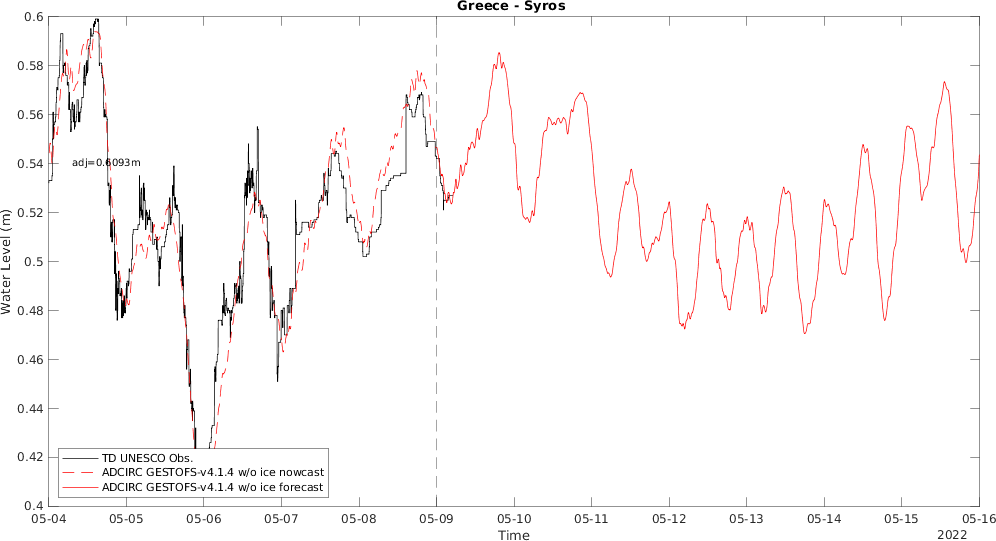 Greece - Syros
0.6
0.58
0.56
0.54
0.52
0.5
0.48
0.46
0.44
0.42
0.4
Water Level (m)
adj=0.6093m
TD UNESCO Obs.
ADCIRC GESTOFS-v4.1.4 w/o ice nowcast
ADCIRC GESTOFS-v4.1.4 w/o ice forecast
05-04 05-05 05-06 05-07 05-08 05-09 05-10 05-11 05-12 05-13 05-14 05-15 05-16
Time
2022